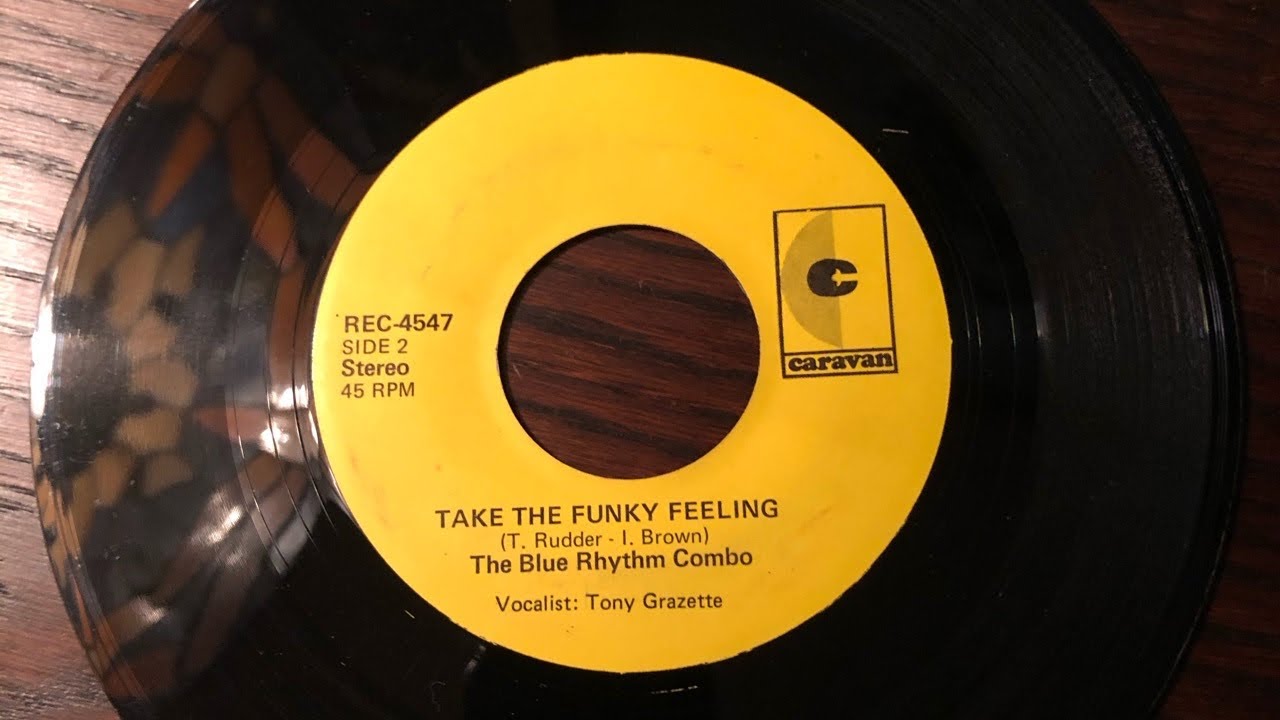 REC-4547
SIDE 2
Stereo
45 RPM
C
caravan
TAKE THE FUNKY FEELING
(T. Rudder - I. Brown)
The Blue Rhythm Combo
Vocalist: Tony Grazette